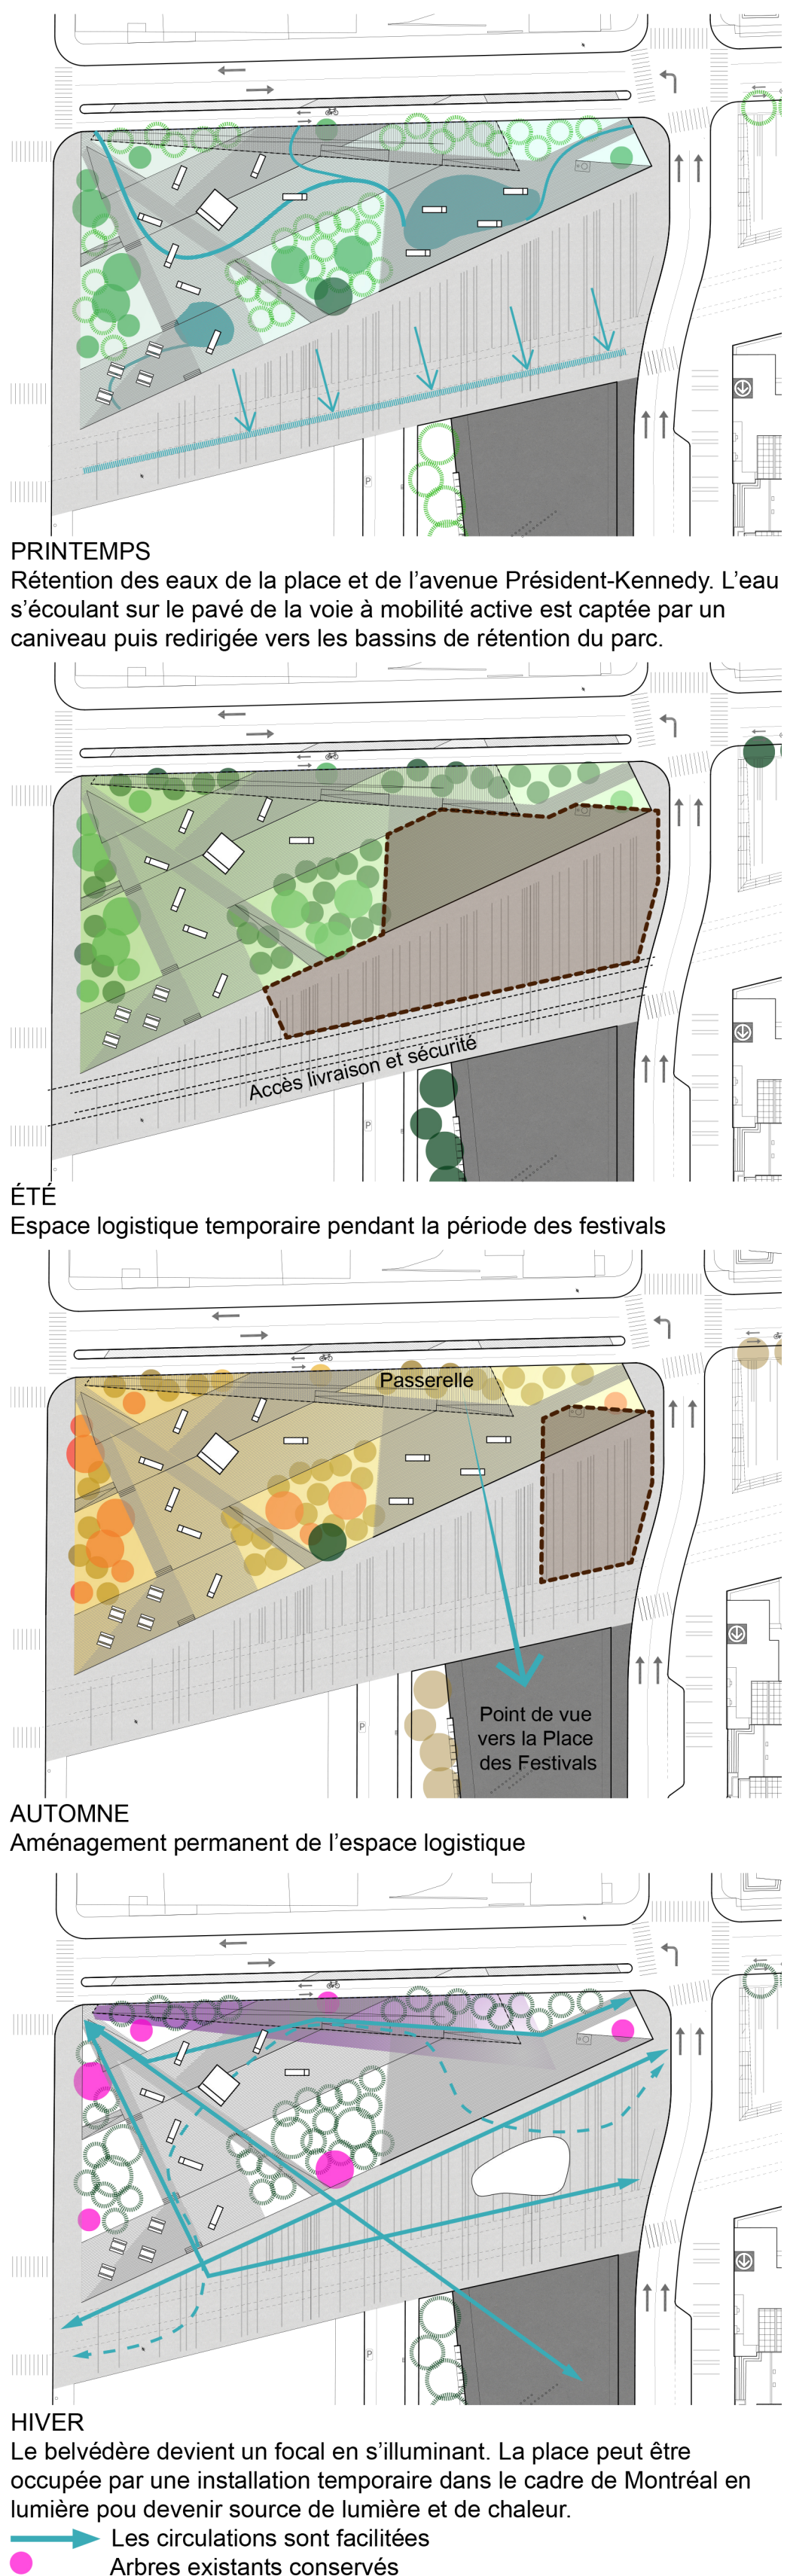 P
PRINTEMPS
Rétention des eaux de la place et de l'avenue Président-Kennedy. L'eau
s'écoulant sur le pavé de la voie à mobilité active est captée par un
caniveau puis redirigée vers les bassins de rétention du parc.
Accès livraison et sécurité
P
ÉTÉ
Espace logistique temporaire pendant la période des festivals
Passerelle
Point de vue
vers la Place
des Festivals
P
AUTOMNE
Aménagement permanent de l'espace logistique
P
HIVER
Le belvédère devient un focal en s'illuminant. La place peut être
occupée par une installation temporaire dans le cadre de Montréal en
lumière pou devenir source de lumière et de chaleur.
Les circulations sont facilitées
Arbres existants conservés